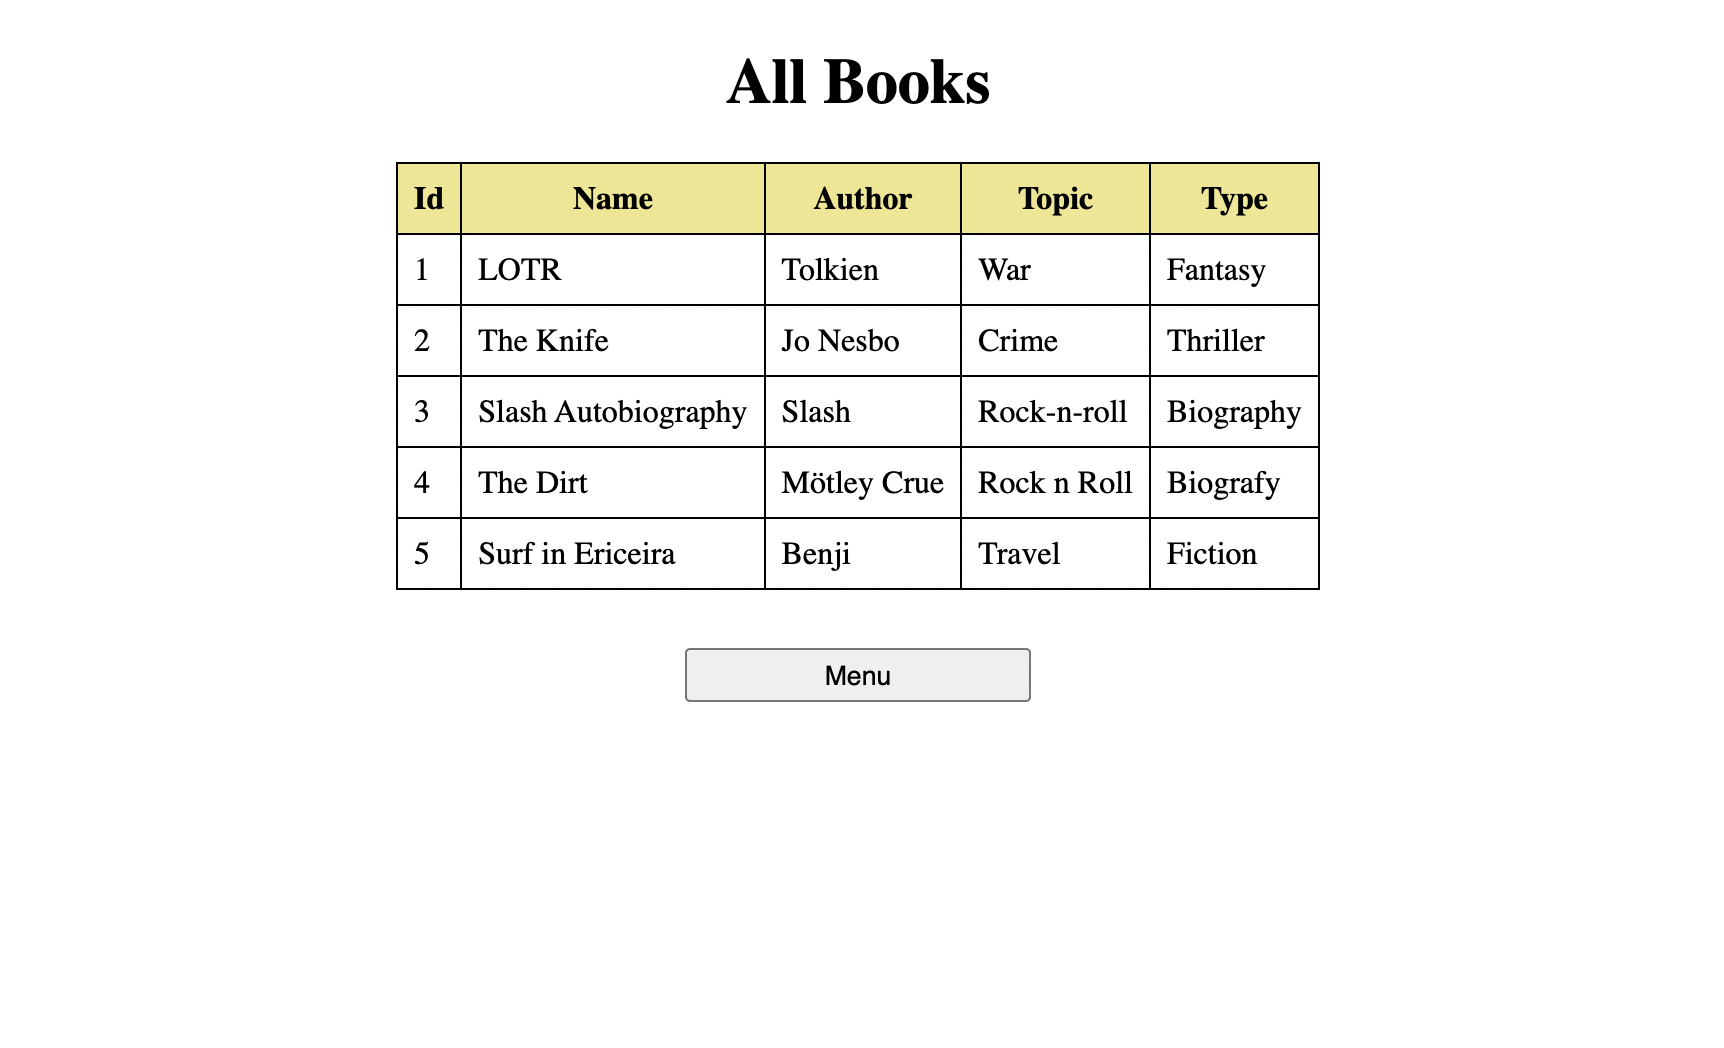 All Books
Id Name Author Topic Type
1 LOTR Tolkien War Fantasy
2 The Knife Jo Nesbo Crime Thriller
3 Slash Autobiography Slash Rock-n-roll Biography
4 The Dirt Mötley Crue Rock n Roll Biografy
5 Surf in Ericeira Benji Travel Fiction
Menu